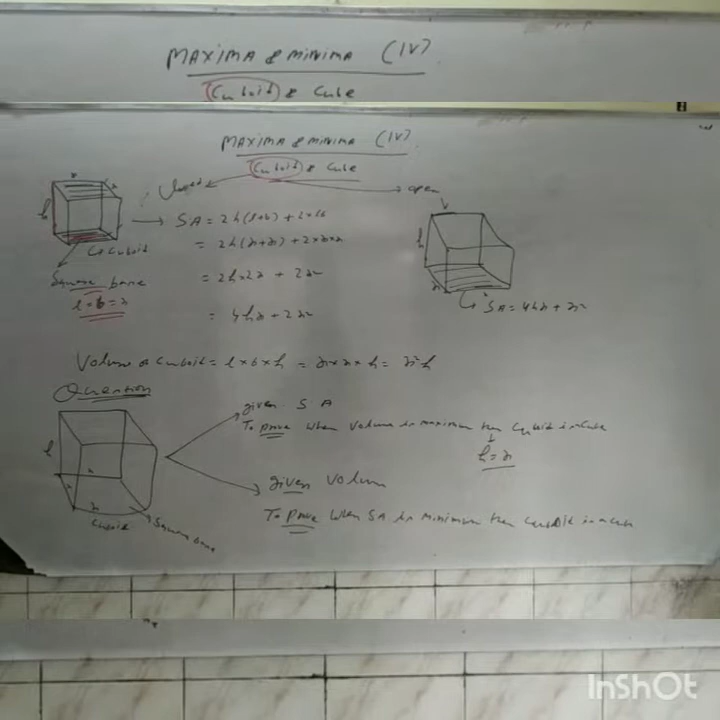 MAXIMA & MINIMA (IV)
Cuboid & Cube
MAXIMA & MINIMA (IV)
Cuboid & Cube
Closed
open
h
x
x
h
→ SA = 2h(l+b) + 2×lb
= 2h(x+x) + 2×x×x
Cuboid
Square base
= 2h×2x + 2x²
l=b=x
SA = 4hx + x²
= 4hx + 2x²
Volume of Cuboid = l×b×h = x×x×h = x²h
Question
given SA
To prove when volume is maximum then Cuboid is Cube
h=x
given volume
To prove when SA is minimum then Cuboid is a cube
x
x
Cuboid
Square base
InShOt